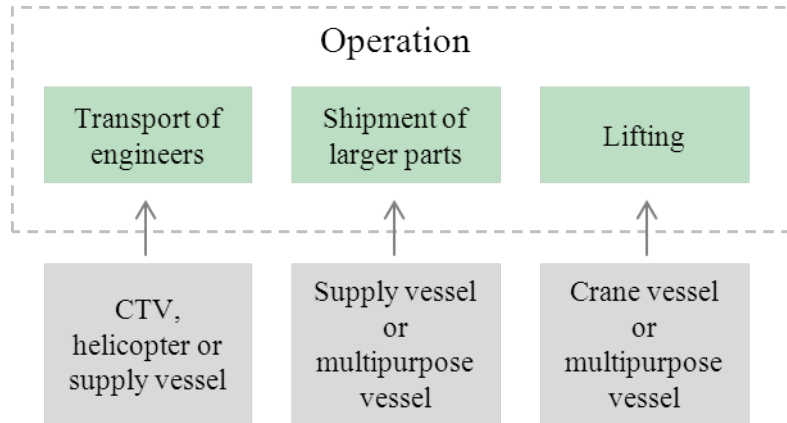 Operation
Transport of
engineers
Shipment of
larger parts
Lifting
CTV,
helicopter or
supply vessel
Supply vessel
or
multipurpose
vessel
Crane vessel
or
multipurpose
vessel